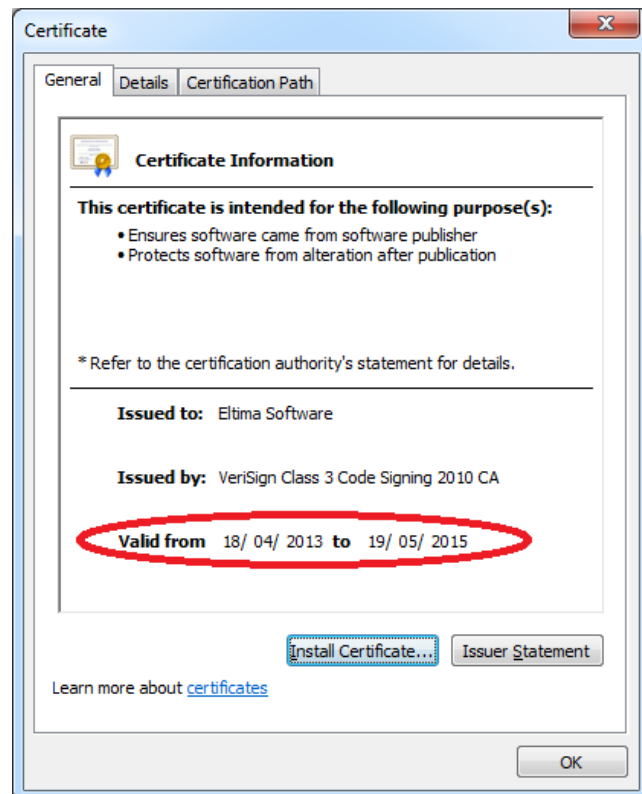 Certificate
General Details Certification Path
Certificate Information
This certificate is intended for the following purpose(s):
• Ensures software came from software publisher
• Protects software from alteration after publication
* Refer to the certification authority's statement for details.
Issued to: Eltima Software
Issued by: VeriSign Class 3 Code Signing 2010 CA
Valid from 18/ 04/ 2013 to 19/ 05/ 2015
Install Certificate... Issuer Statement
Learn more about certificates
OK